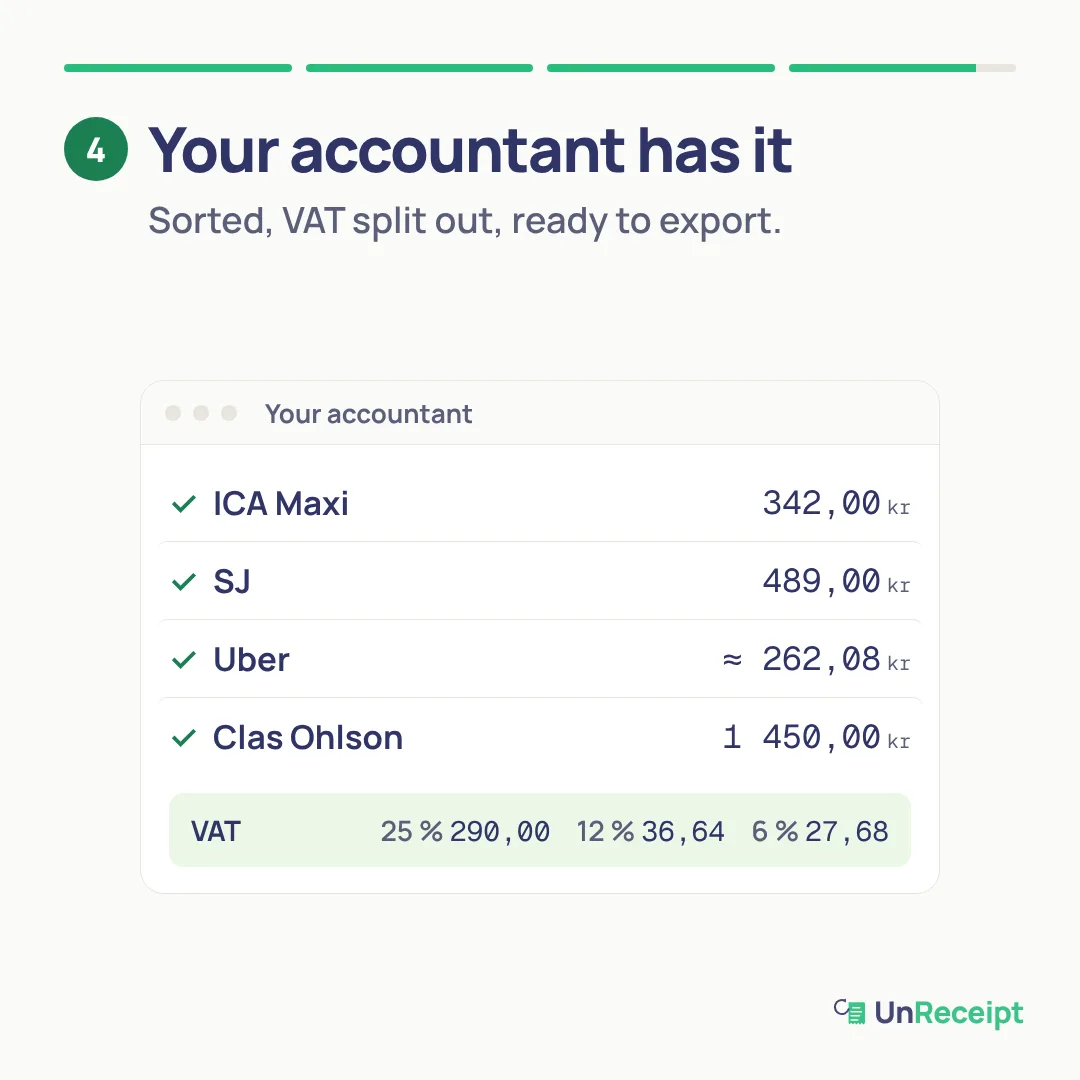 4 Your accountant has it
Sorted, VAT split out, ready to export.
Your accountant
ICA Maxi 342,00 kr
SJ 489,00 kr
Uber ≈ 262,08 kr
Clas Ohlson 1 450,00 kr
VAT 25 % 290,00 12 % 36,64 6 % 27,68
UnReceipt